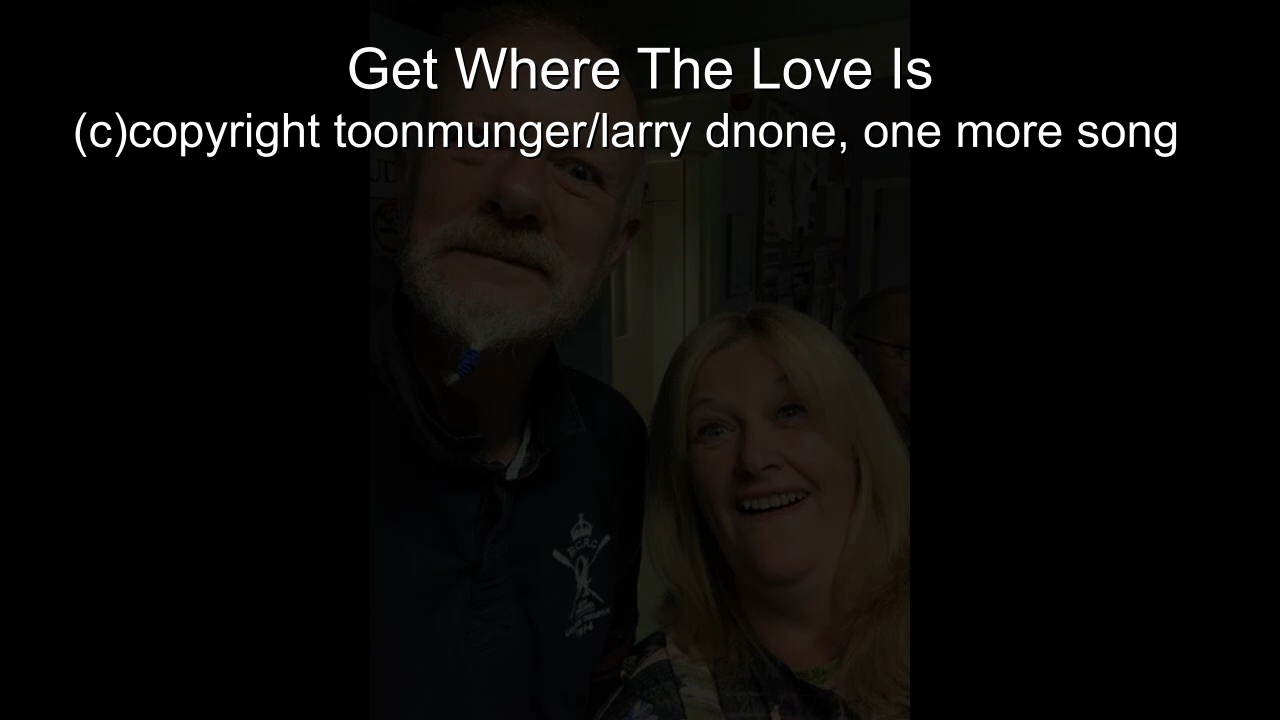 Get Where The Love Is
(c)copyright toonmunger/larry dnone, one more song